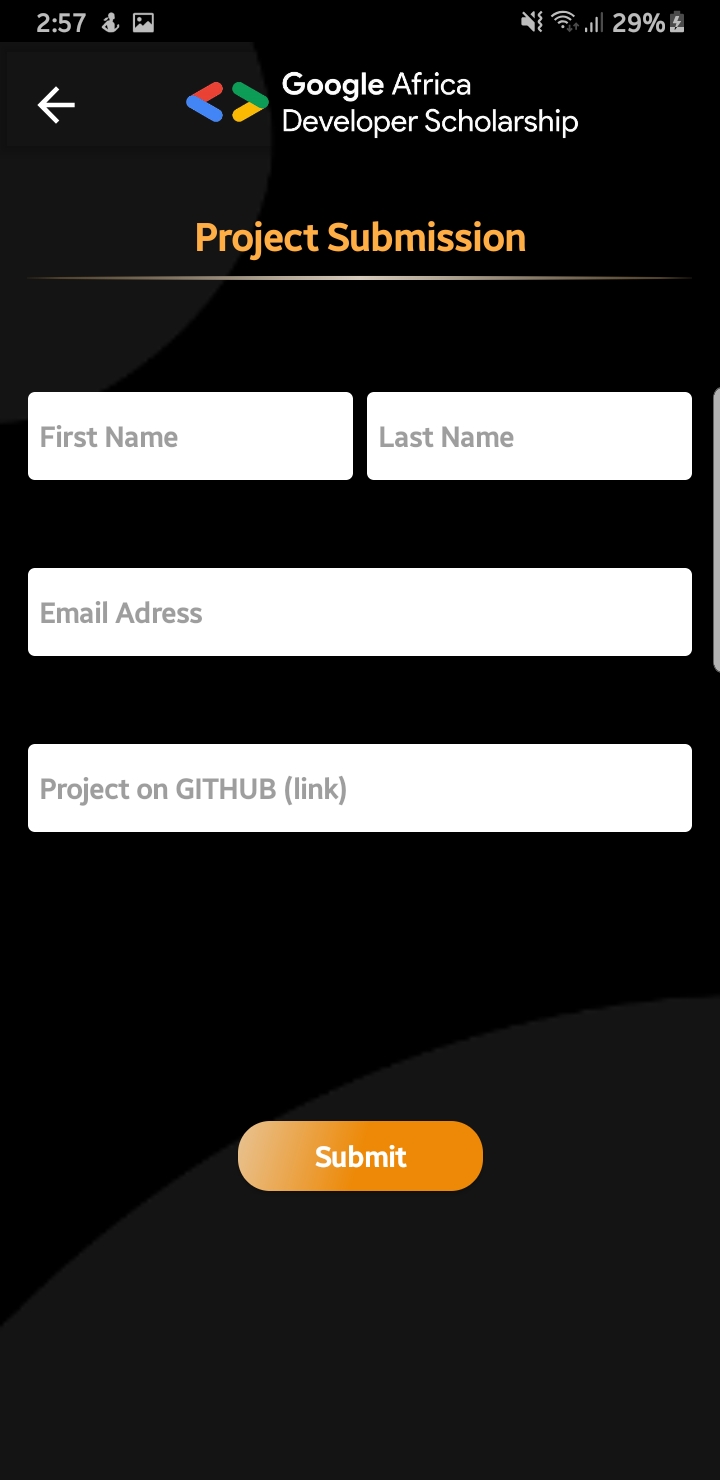 2:57 29%
Google Africa
Developer Scholarship
Project Submission
First Name Last Name
Email Adress
Project on GITHUB (link)
Submit